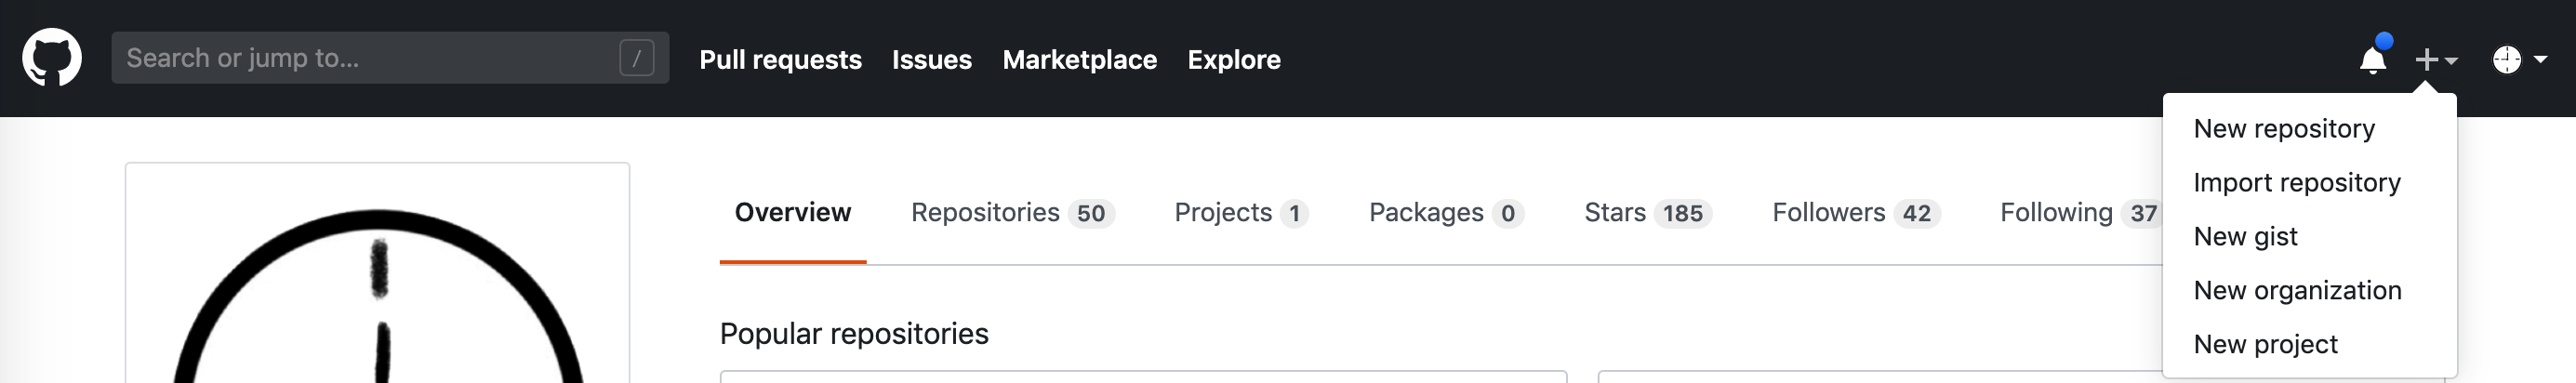 Search or jump to... /
Pull requests Issues Marketplace Explore
New repository
Import repository
New gist
New organization
New project
Overview Repositories 50 Projects 1 Packages 0 Stars 185 Followers 42 Following 37
Popular repositories